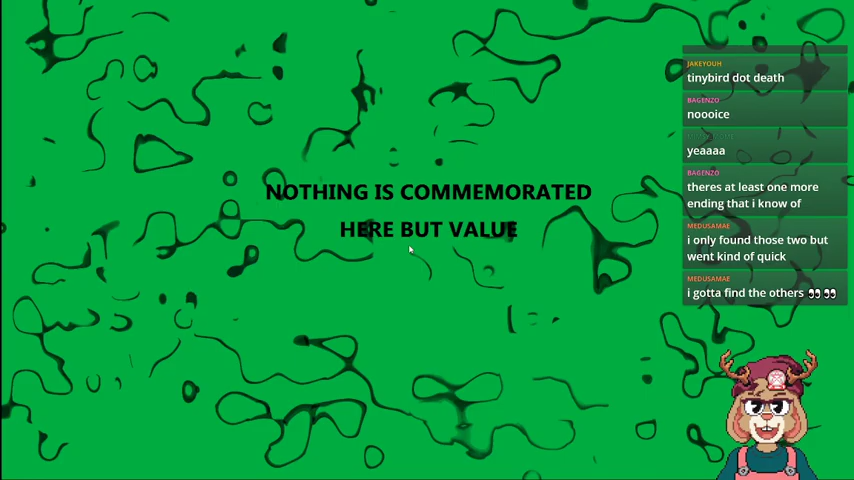 NOTHING IS COMMEMORATED
HERE BUT VALUE
JAKEYOUH
tinybird dot death
BAGENZO
noooice
yeaaaa
BAGENZO
theres at least one more
ending that i know of
MEDUSAMAE
i only found those two but
went kind of quick
MEDUSAMAE
i gotta find the others 👀👀